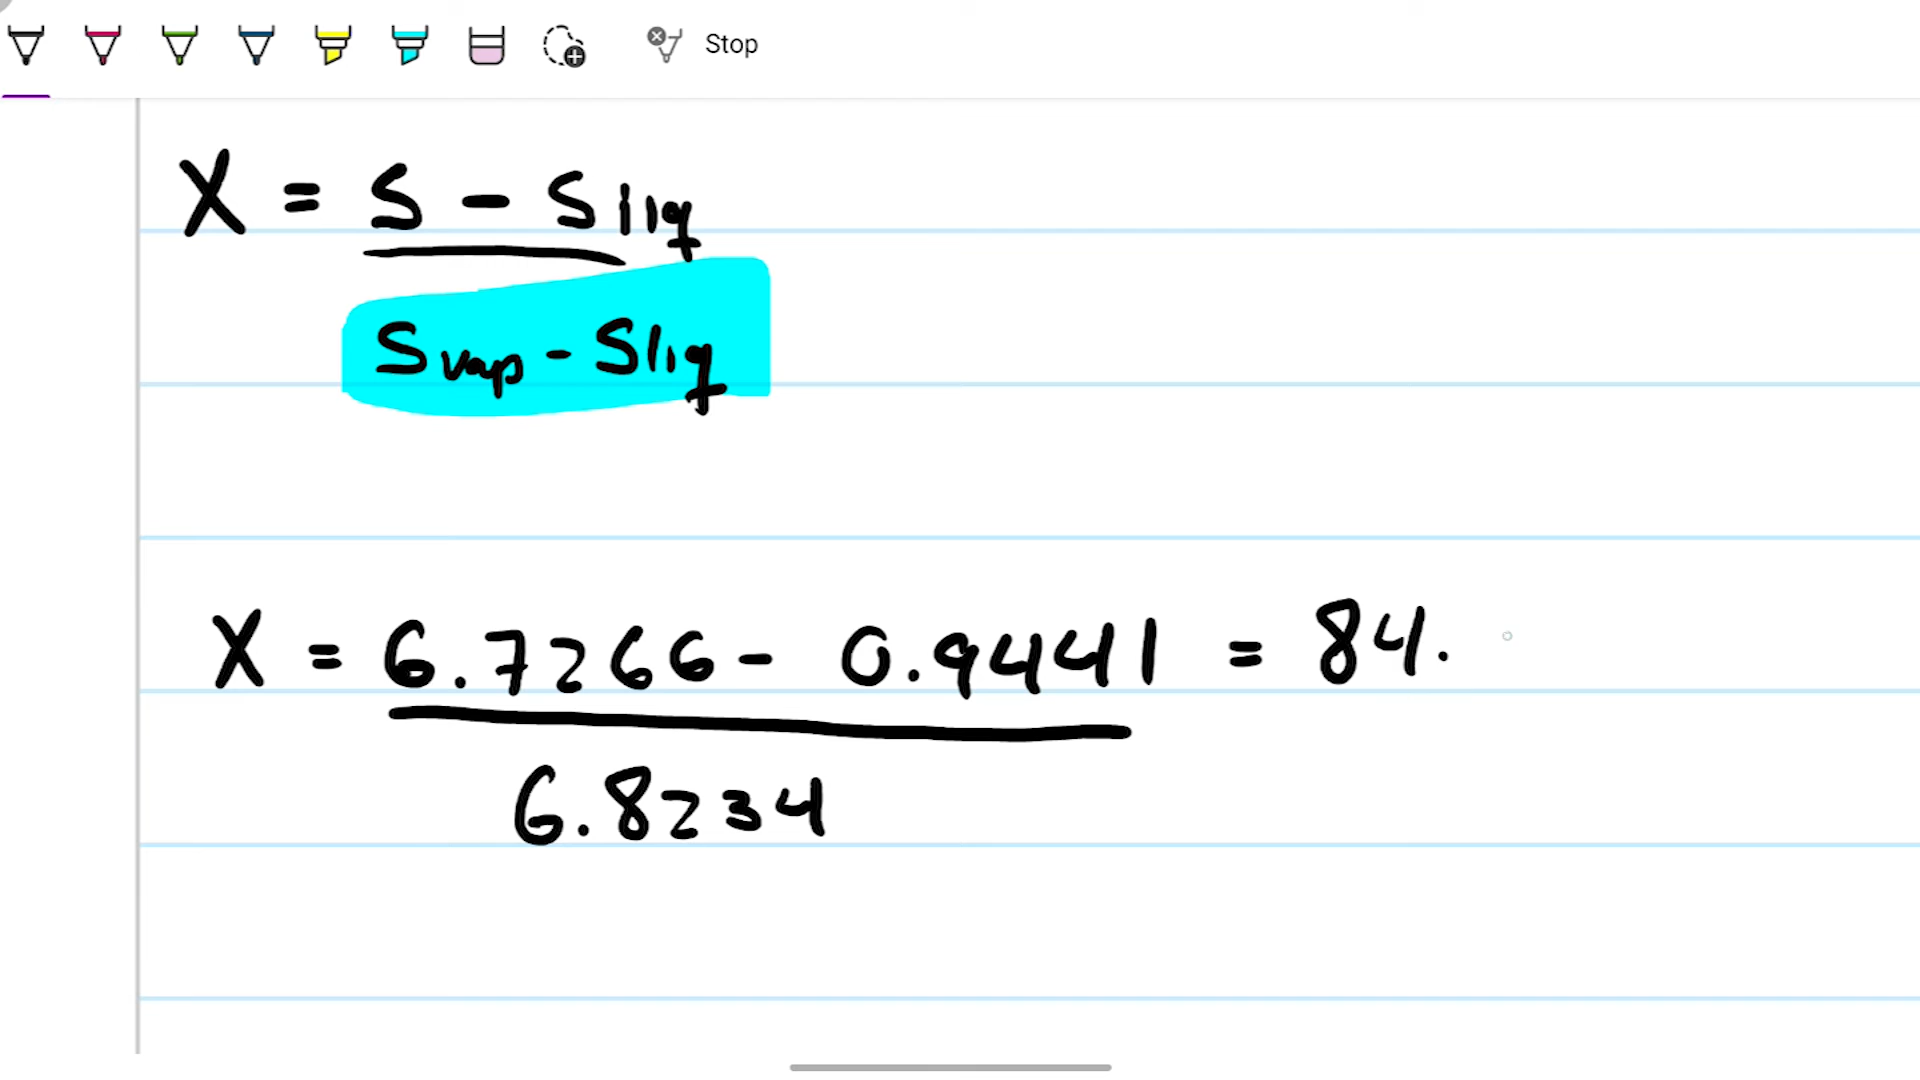 Stop
X = S - Sliq
Svap - Sliq
X = 6.7266 - 0.9441 = 84.
6.8234